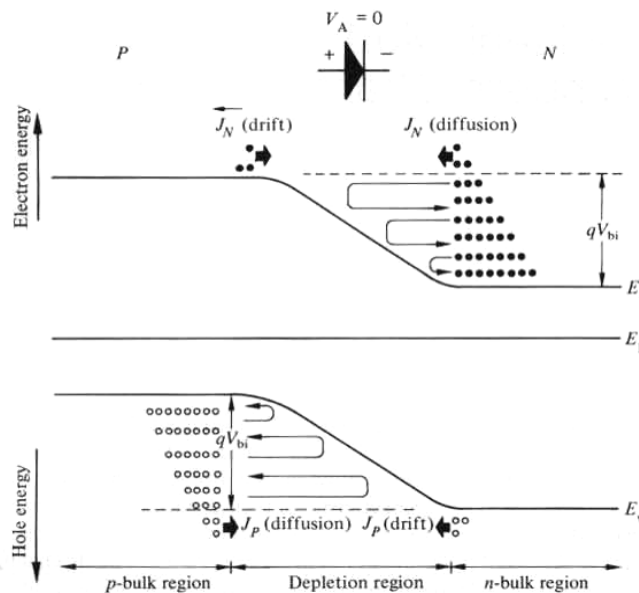 V_A = 0
P
+
−
N
J_N (drift)
J_N (diffusion)
Electron energy
qV_bi
E
E
qV_bi
Hole energy
E
J_P (diffusion)
J_P (drift)
p-bulk region
Depletion region
n-bulk region